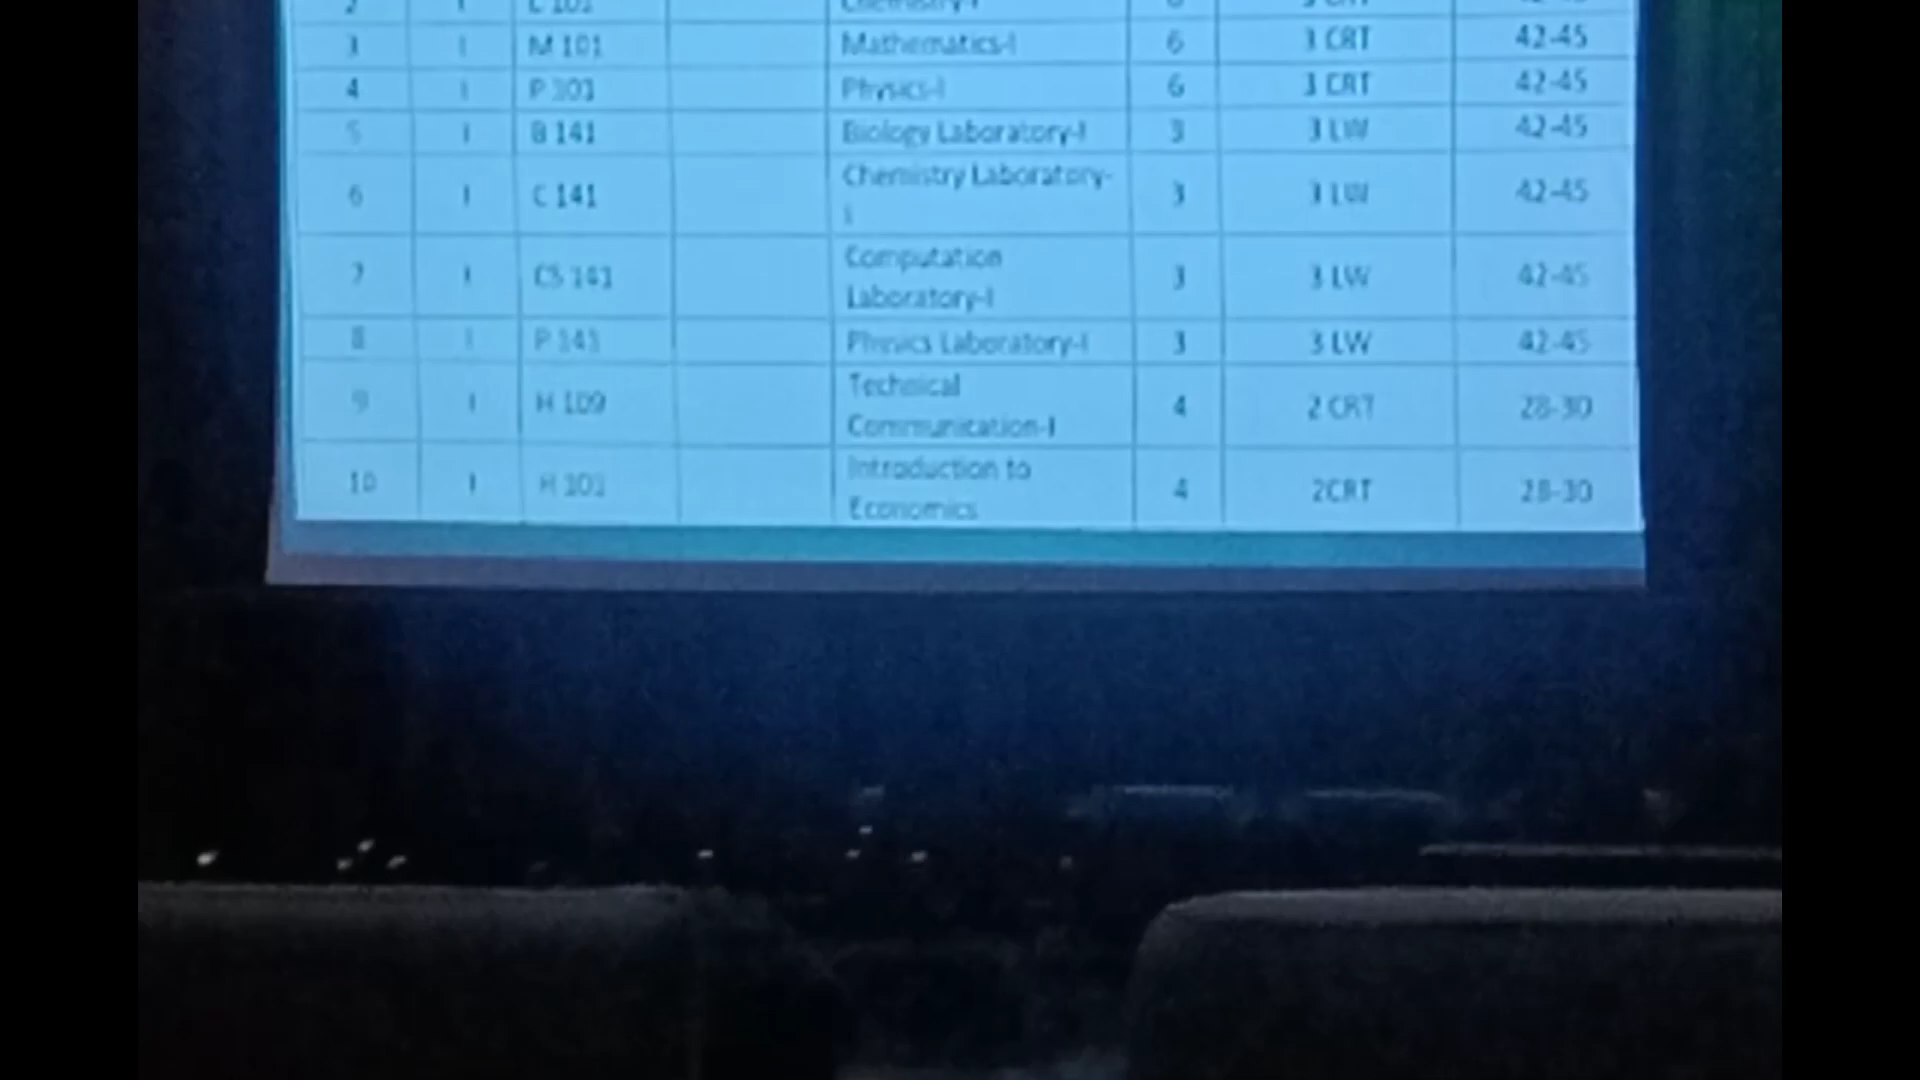 3 I M 101 Mathematics-I 6 3 CRT 42-45
4 I P 101 Physics-I 6 3 CRT 42-45
5 I B 141 Biology Laboratory-I 3 3 LW 42-45
6 I C 141 Chemistry Laboratory-
I 3 3 LW 42-45
7 I CS 141 Computation
Laboratory-I 3 3 LW 42-45
8 I P 141 Physics Laboratory-I 3 3 LW 42-45
9 I H 109 Technical
Communication-I 4 2 CRT 28-30
10 I H 101 Introduction to
Economics 4 2CRT 28-30